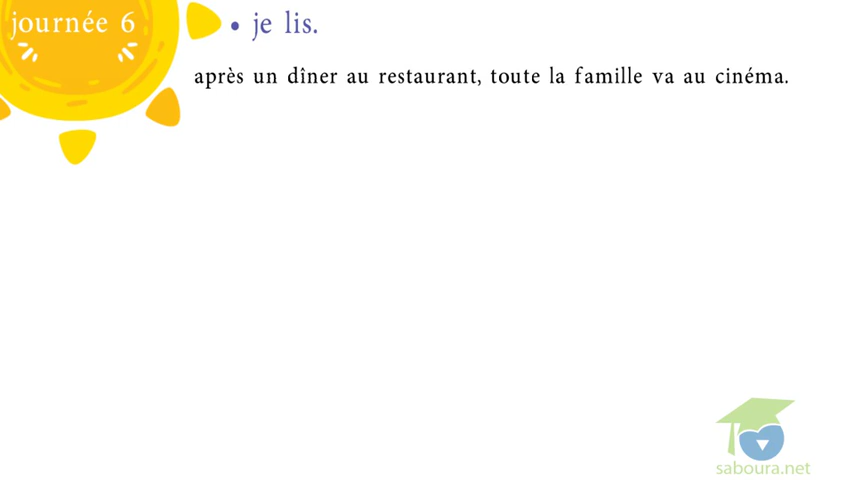 journée 6
• je lis.
après un dîner au restaurant, toute la famille va au cinéma.
saboura.net